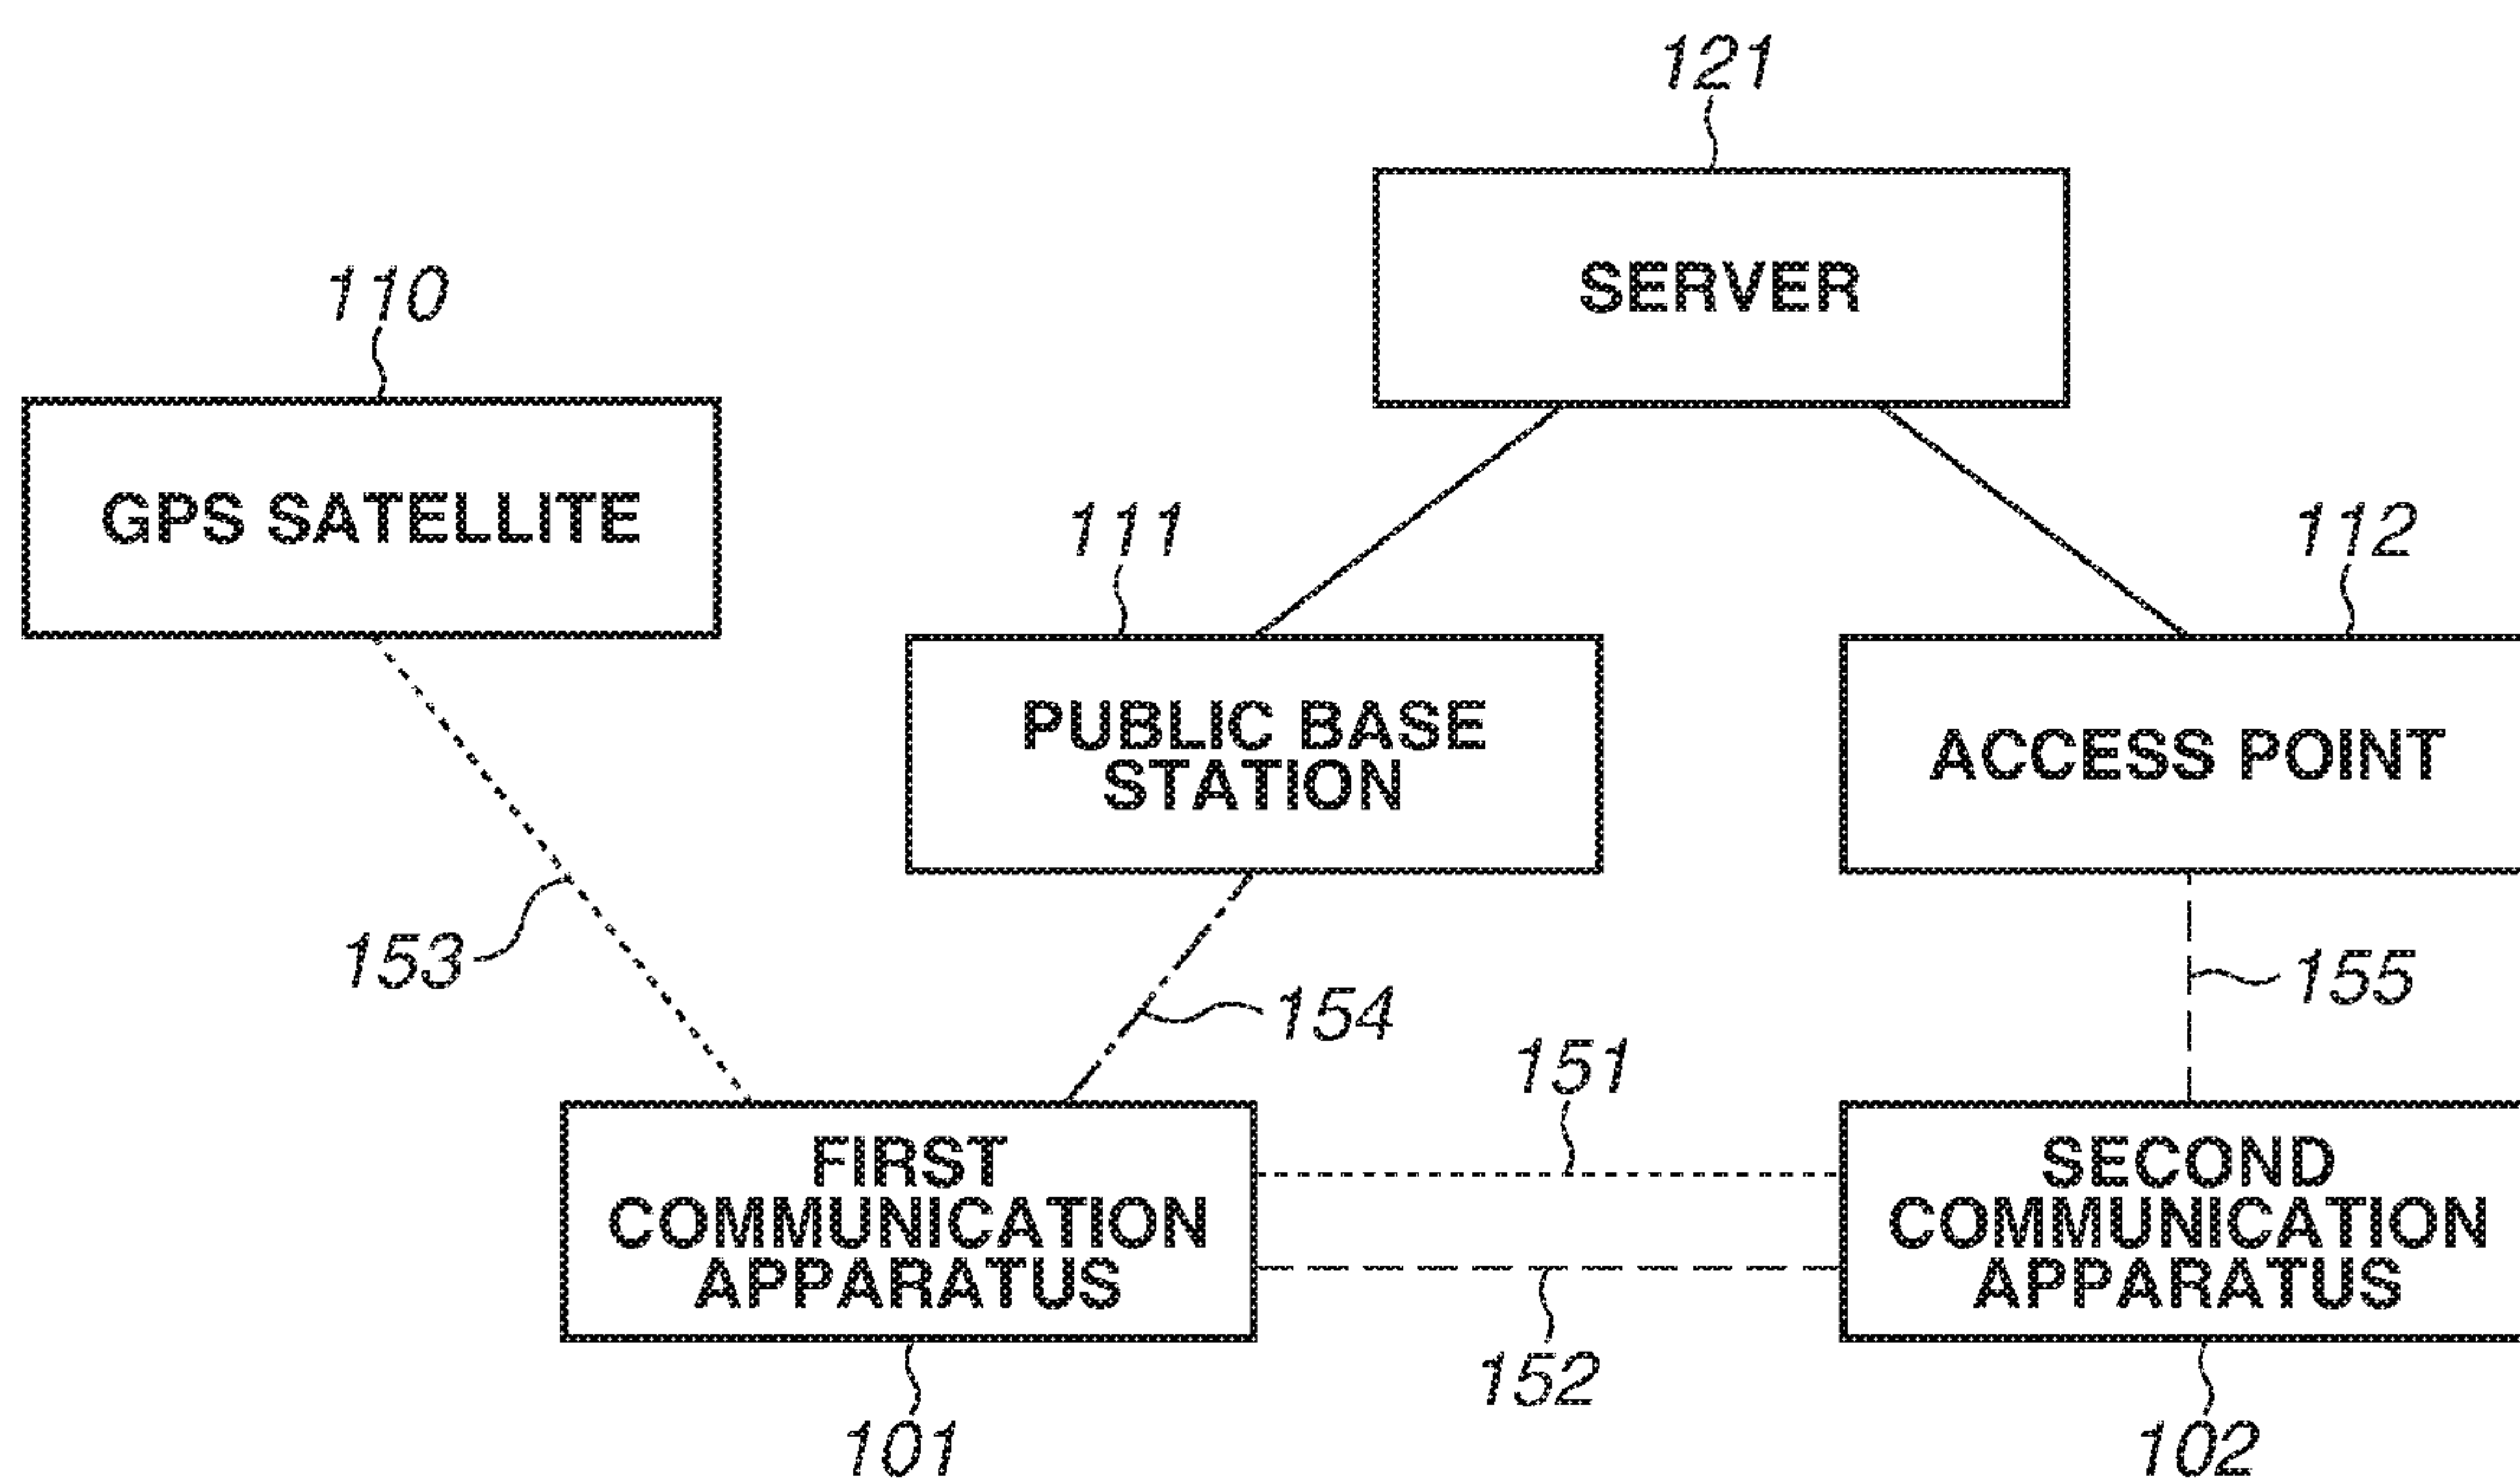 121
SERVER
110
GPS SATELLITE
111
112
PUBLIC BASE
STATION
ACCESS POINT
153
154
155
151
FIRST
COMMUNICATION
APPARATUS
SECOND
COMMUNICATION
APPARATUS
152
101
102